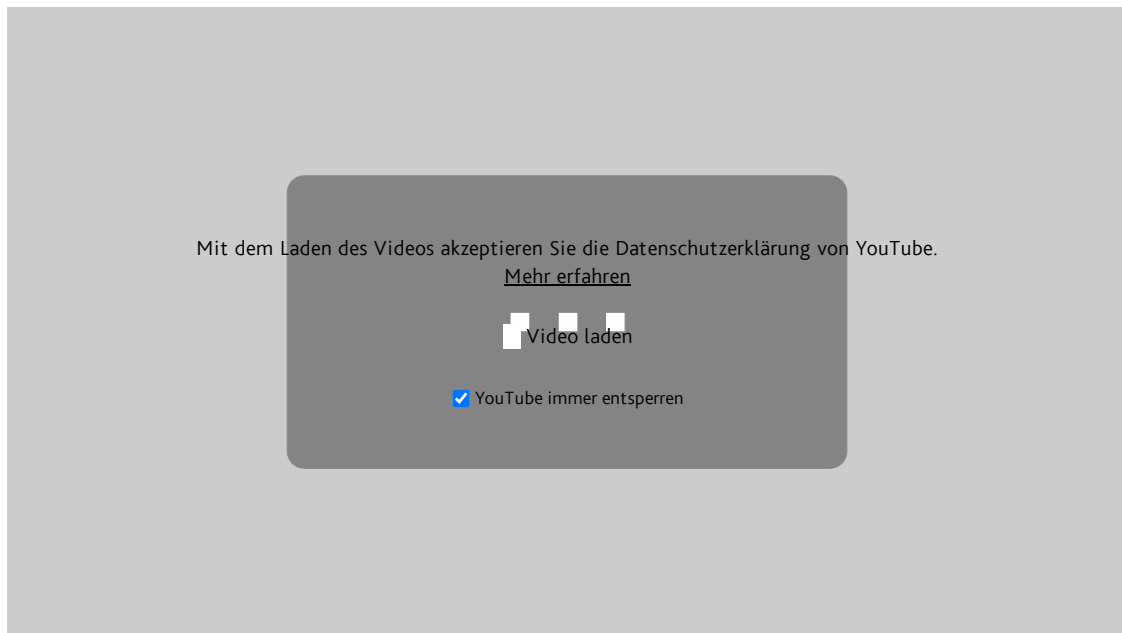 Mit dem Laden des Videos akzeptieren Sie die Datenschutzerklärung von YouTube.
Mehr erfahren
Video laden
YouTube immer entsperren